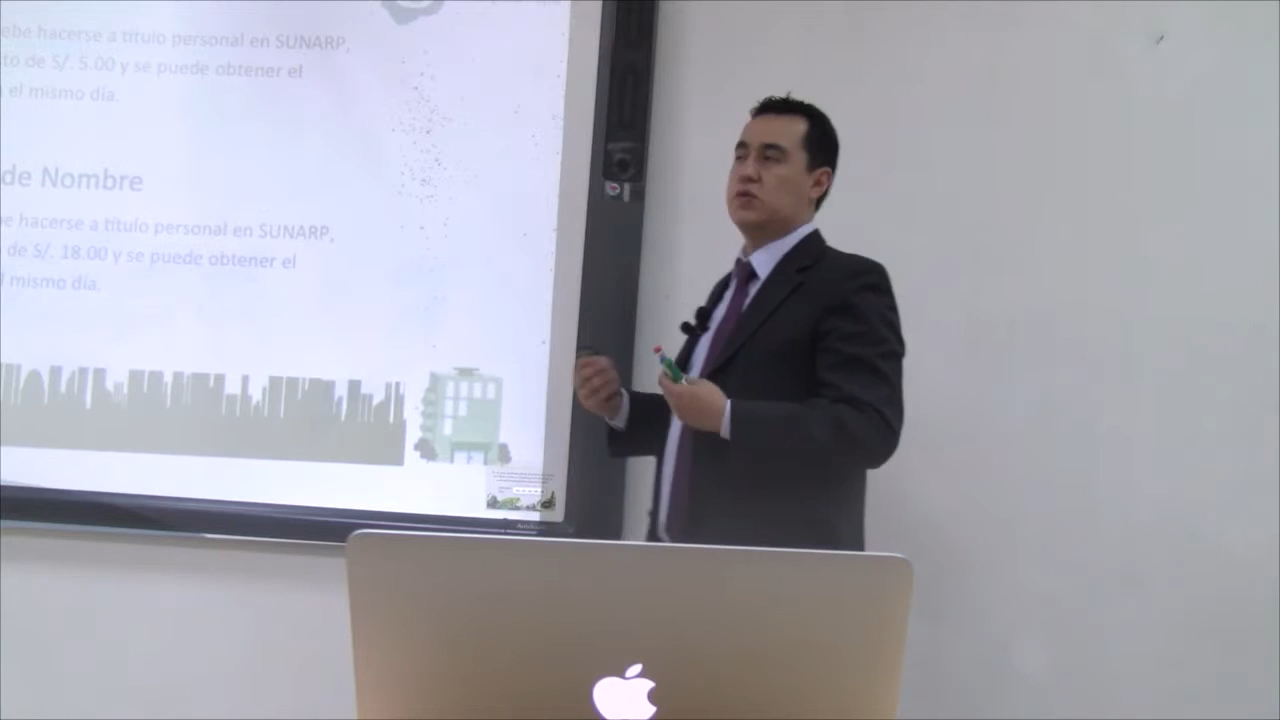 ebe hacerse a título personal en SUNARP,
to de S/. 5.00 y se puede obtener el
el mismo día.
de Nombre
e hacerse a título personal en SUNARP,
de S/. 18.00 y se puede obtener el
l mismo día.